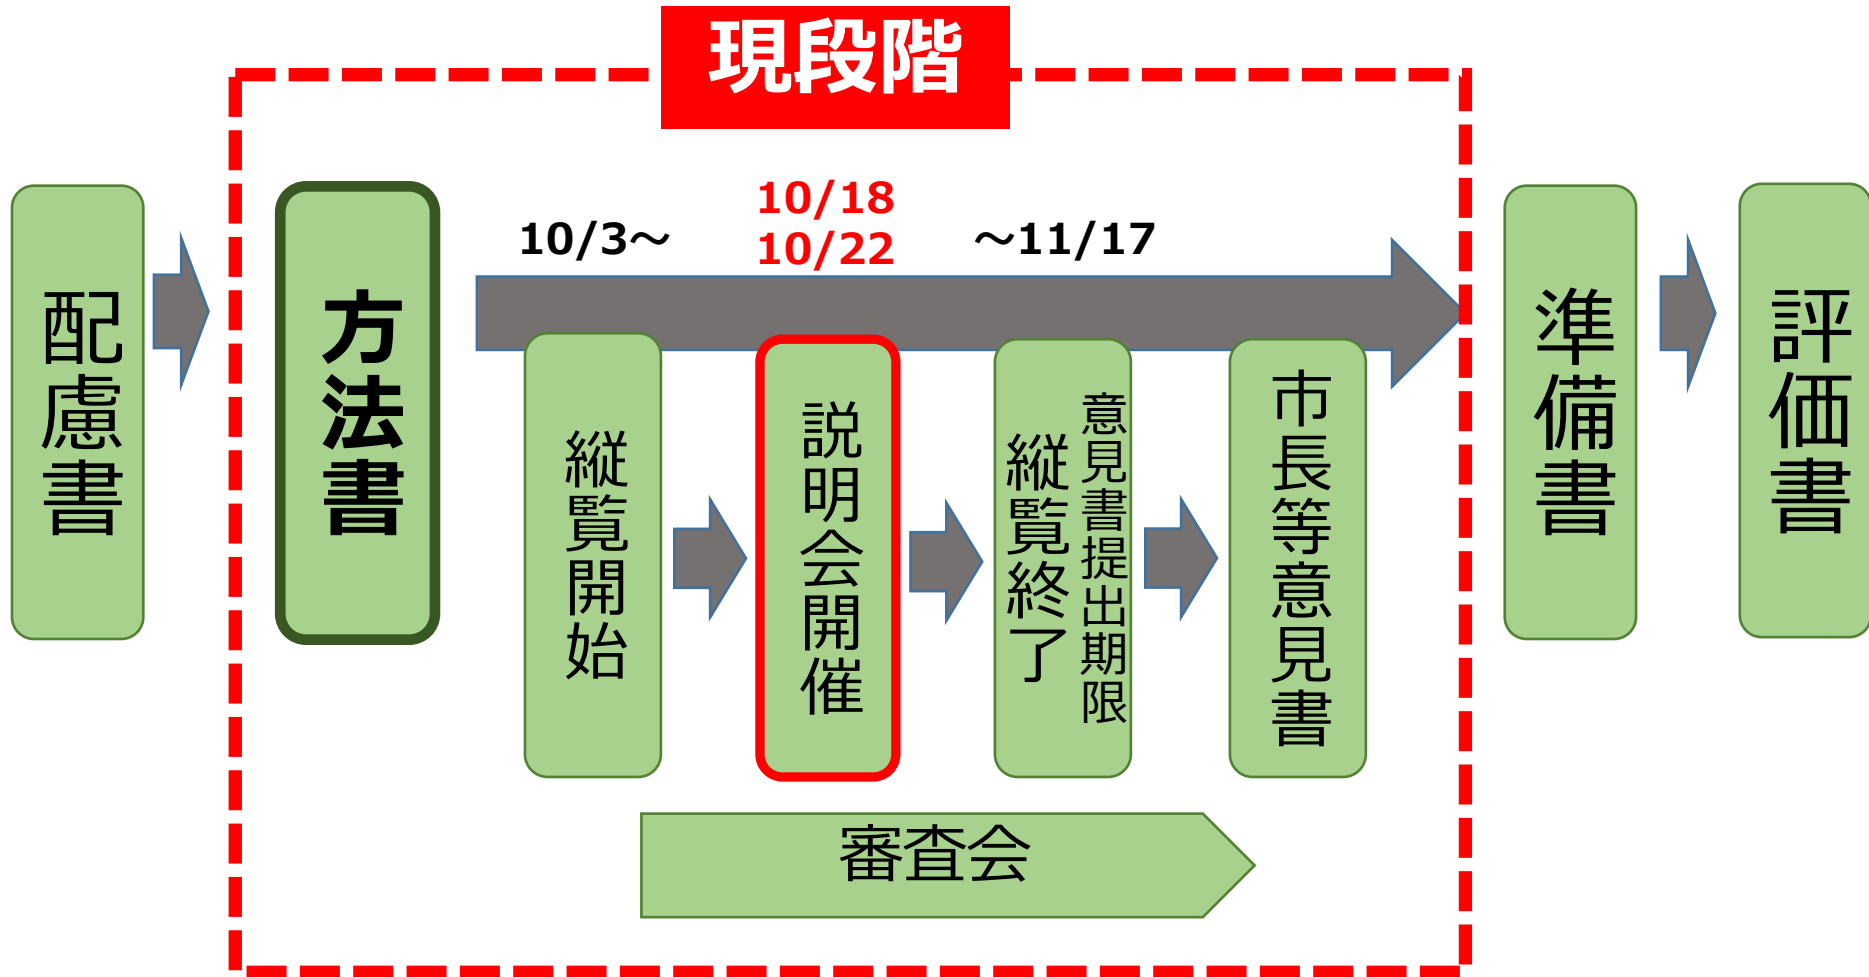 現段階
配慮書
方法書
10/3～
10/18
10/22
～11/17
縦覧開始
説明会開催
意見書提出期限
縦覧終了
市長等意見書
審査会
準備書
評価書